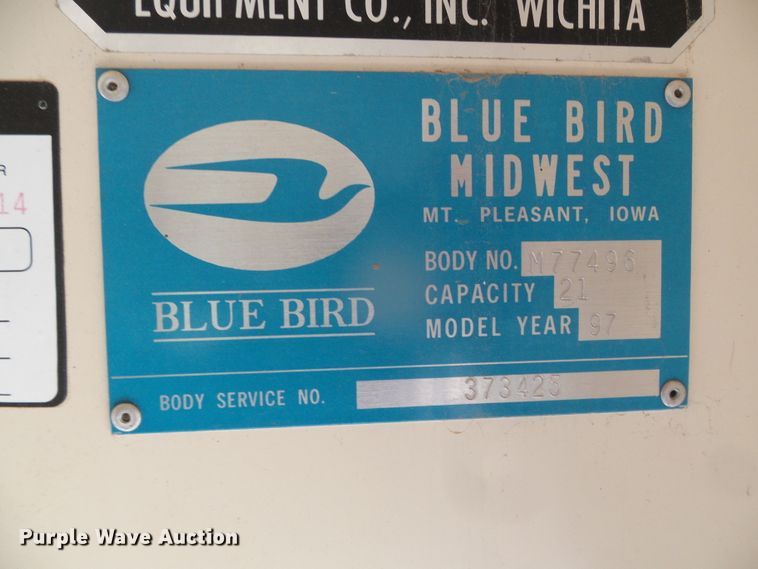 EQUIPMENT CO., INC. WICHITA
R
14
BLUE BIRD
MIDWEST
MT. PLEASANT, IOWA
BODY NO. M77496
CAPACITY 21
MODEL YEAR 97
BLUE BIRD
BODY SERVICE NO. 373425
Purple Wave Auction